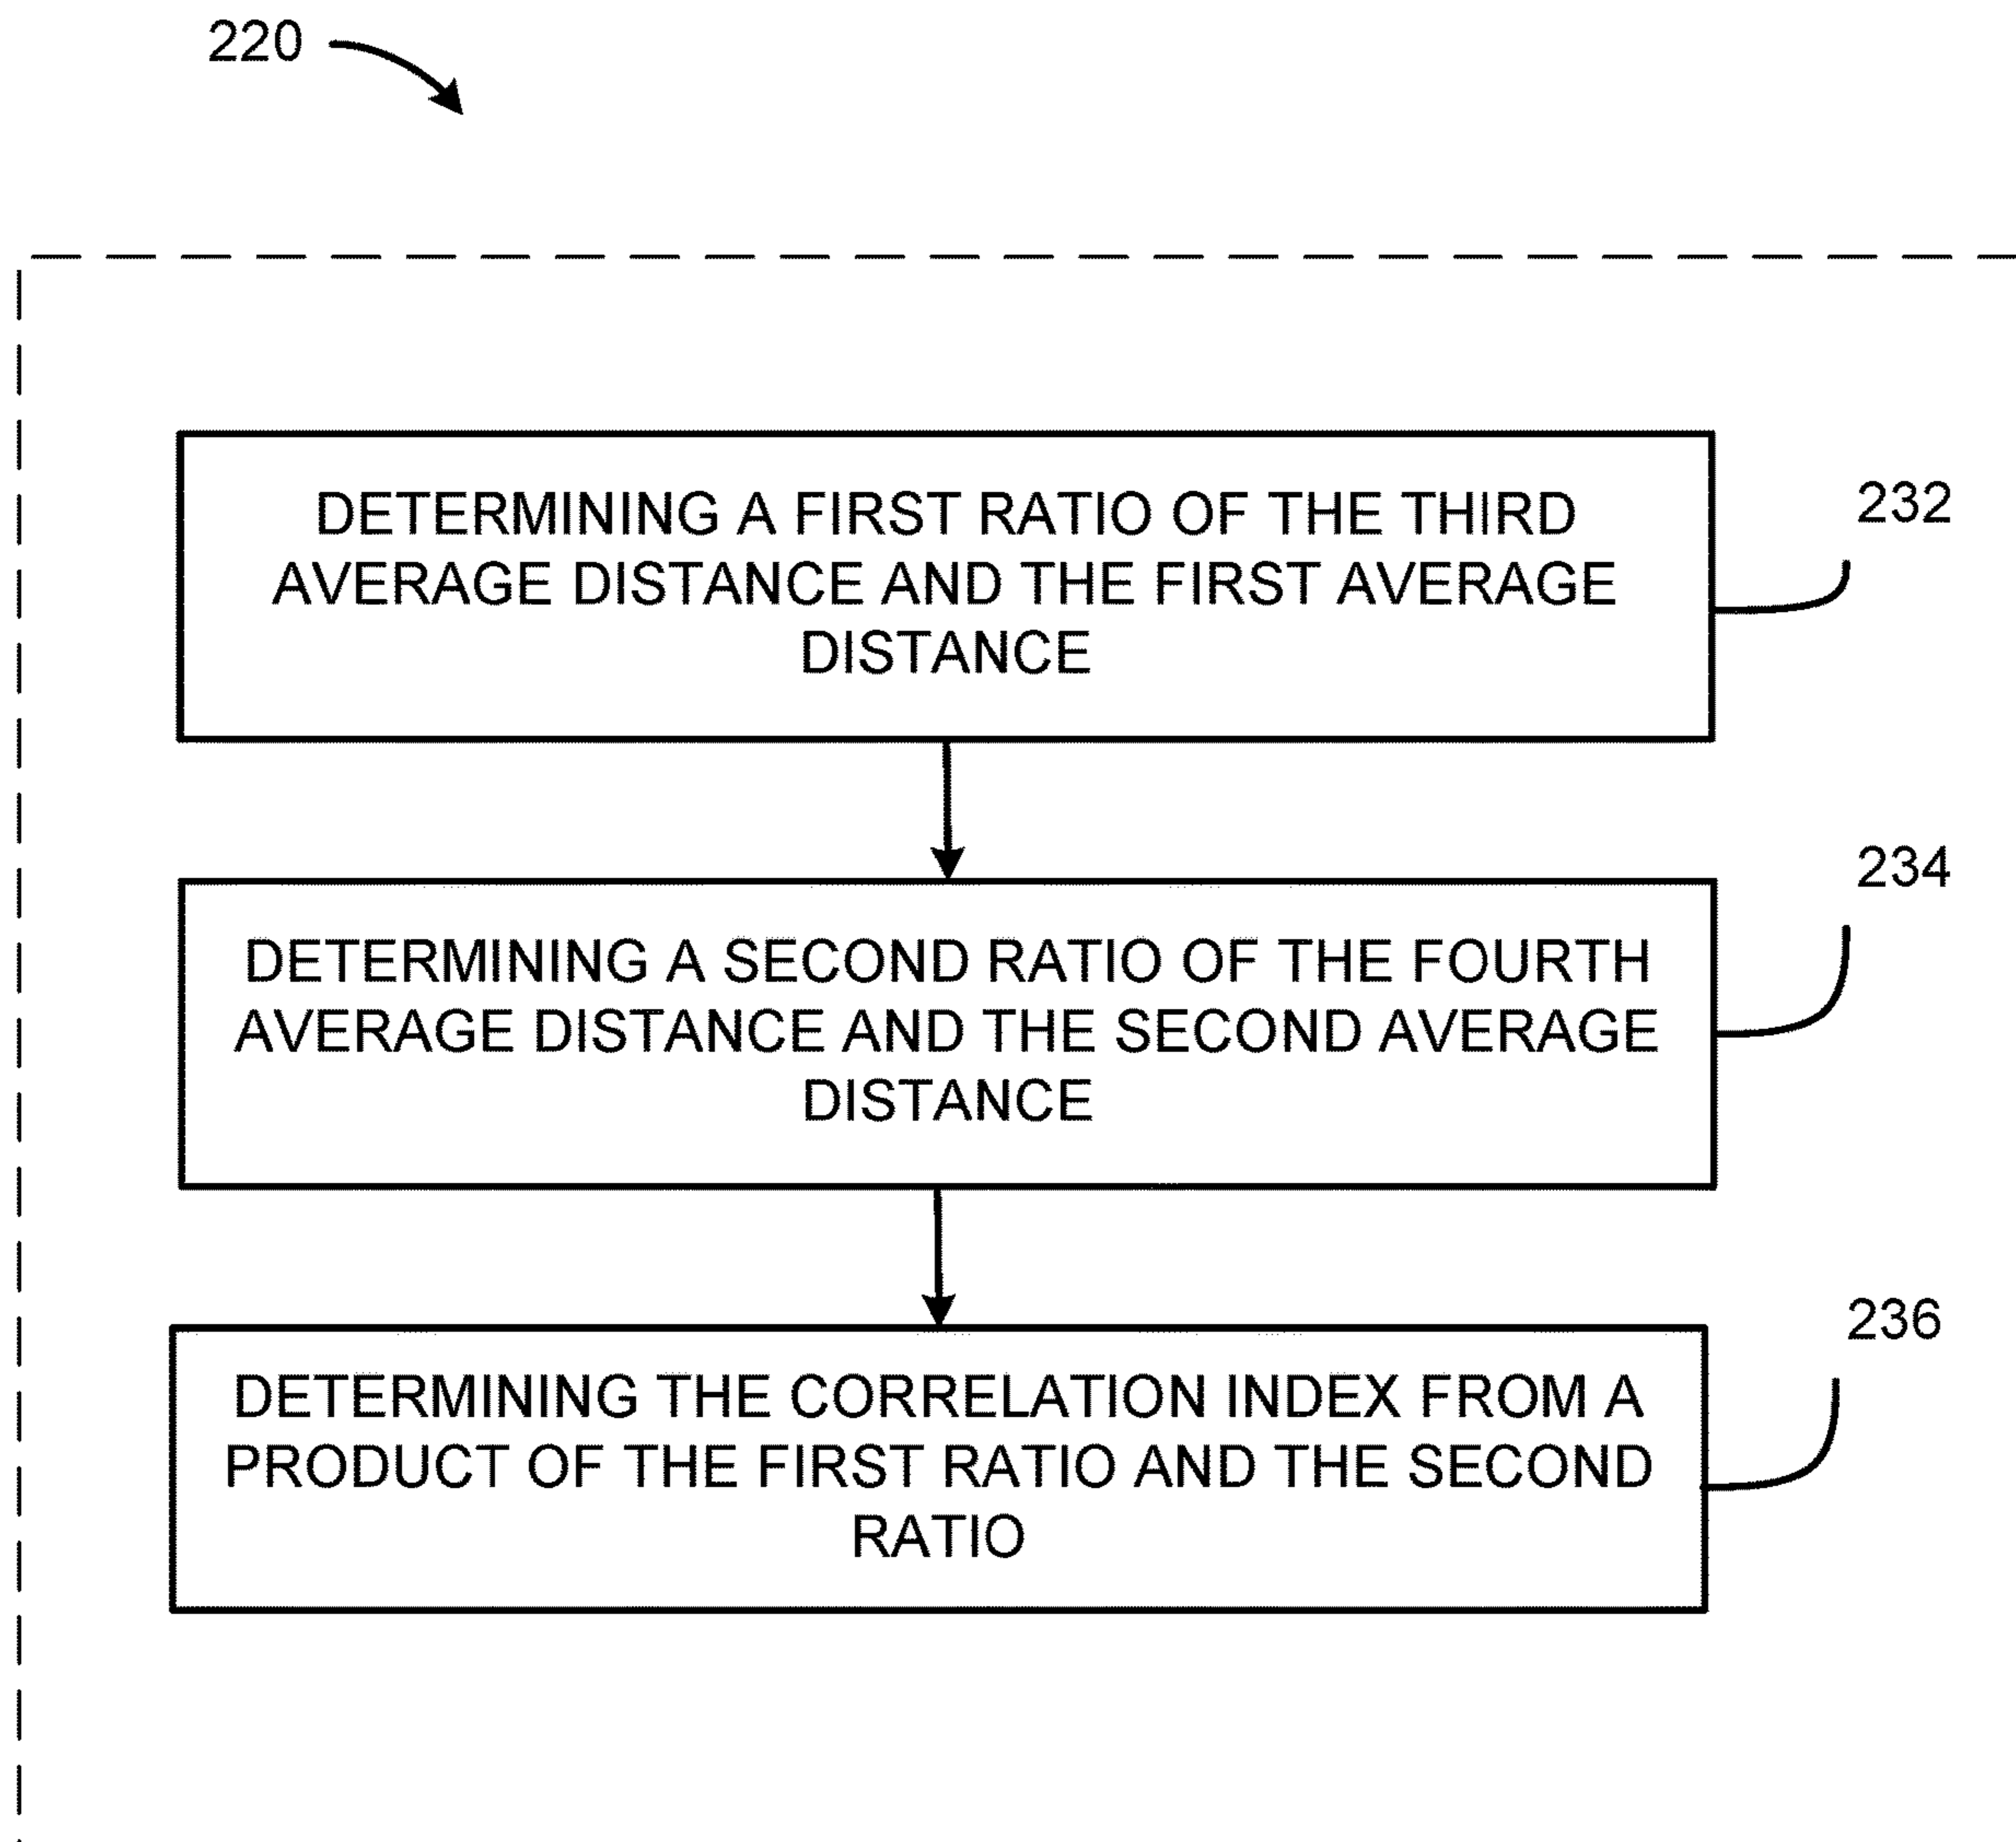 220
DETERMINING A FIRST RATIO OF THE THIRD
AVERAGE DISTANCE AND THE FIRST AVERAGE
DISTANCE
232
DETERMINING A SECOND RATIO OF THE FOURTH
AVERAGE DISTANCE AND THE SECOND AVERAGE
DISTANCE
234
DETERMINING THE CORRELATION INDEX FROM A
PRODUCT OF THE FIRST RATIO AND THE SECOND
RATIO
236